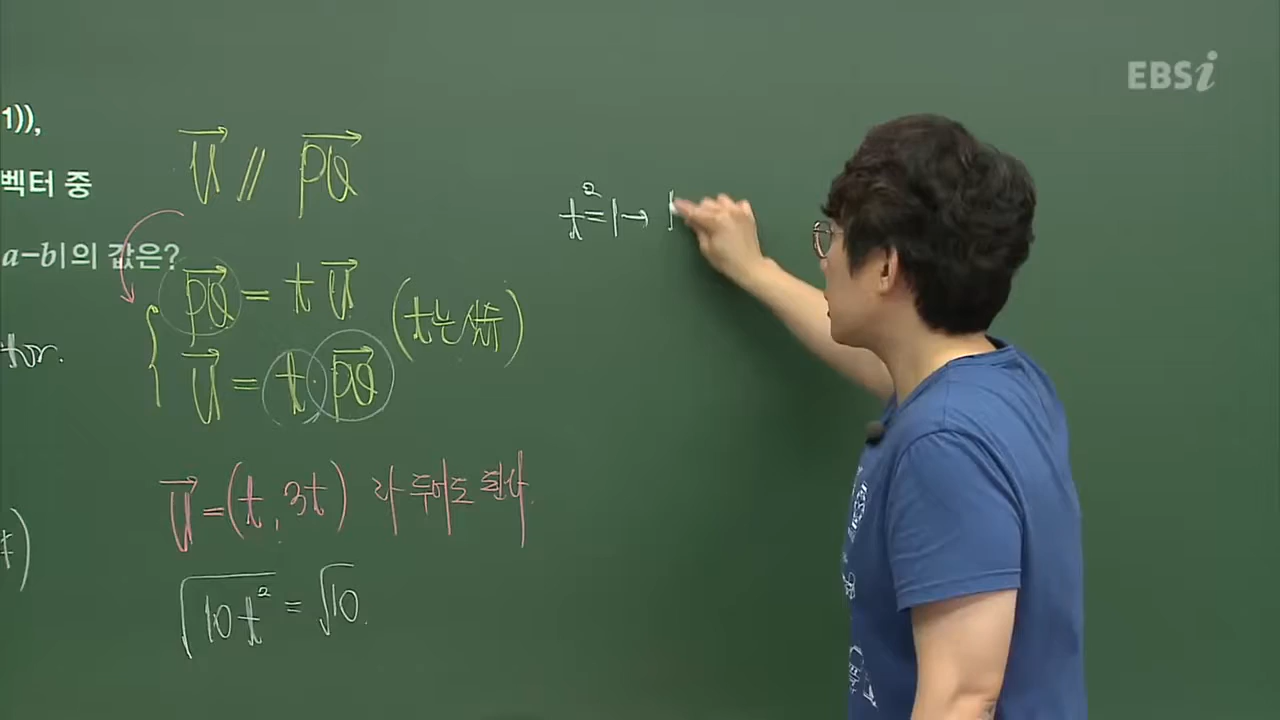 EBSi
1)),
벡터 중
a-b|의 값은?
tor.
u // PQ
PQ = t u
u = t · PQ
(t는 실수)
u = (t, 3t) 라 두어도 된다.
√10t² = √10.
t² = 1 →